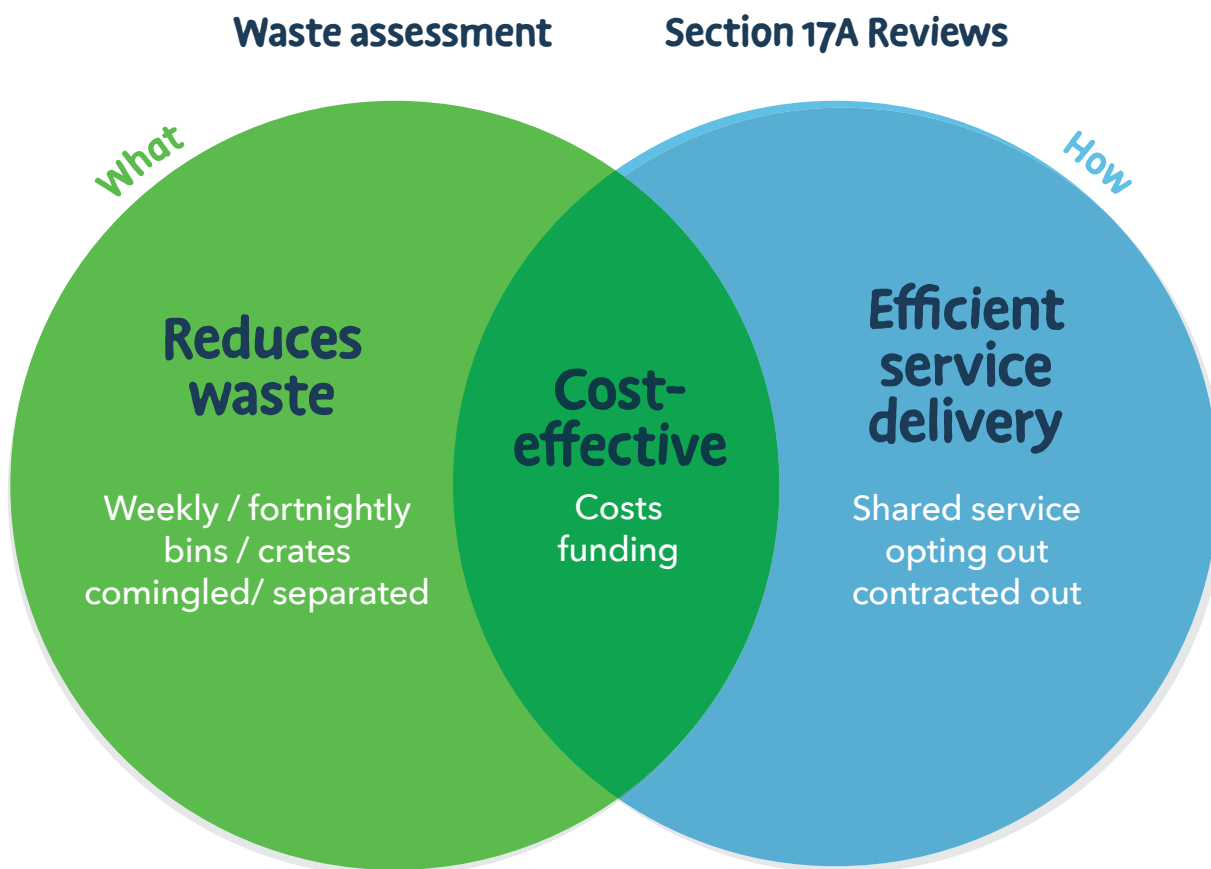 Waste assessment
Section 17A Reviews
What
How
Reduces
waste
Weekly / fortnightly
bins / crates
comingled/ separated
Cost-
effective
Costs
funding
Efficient
service
delivery
Shared service
opting out
contracted out